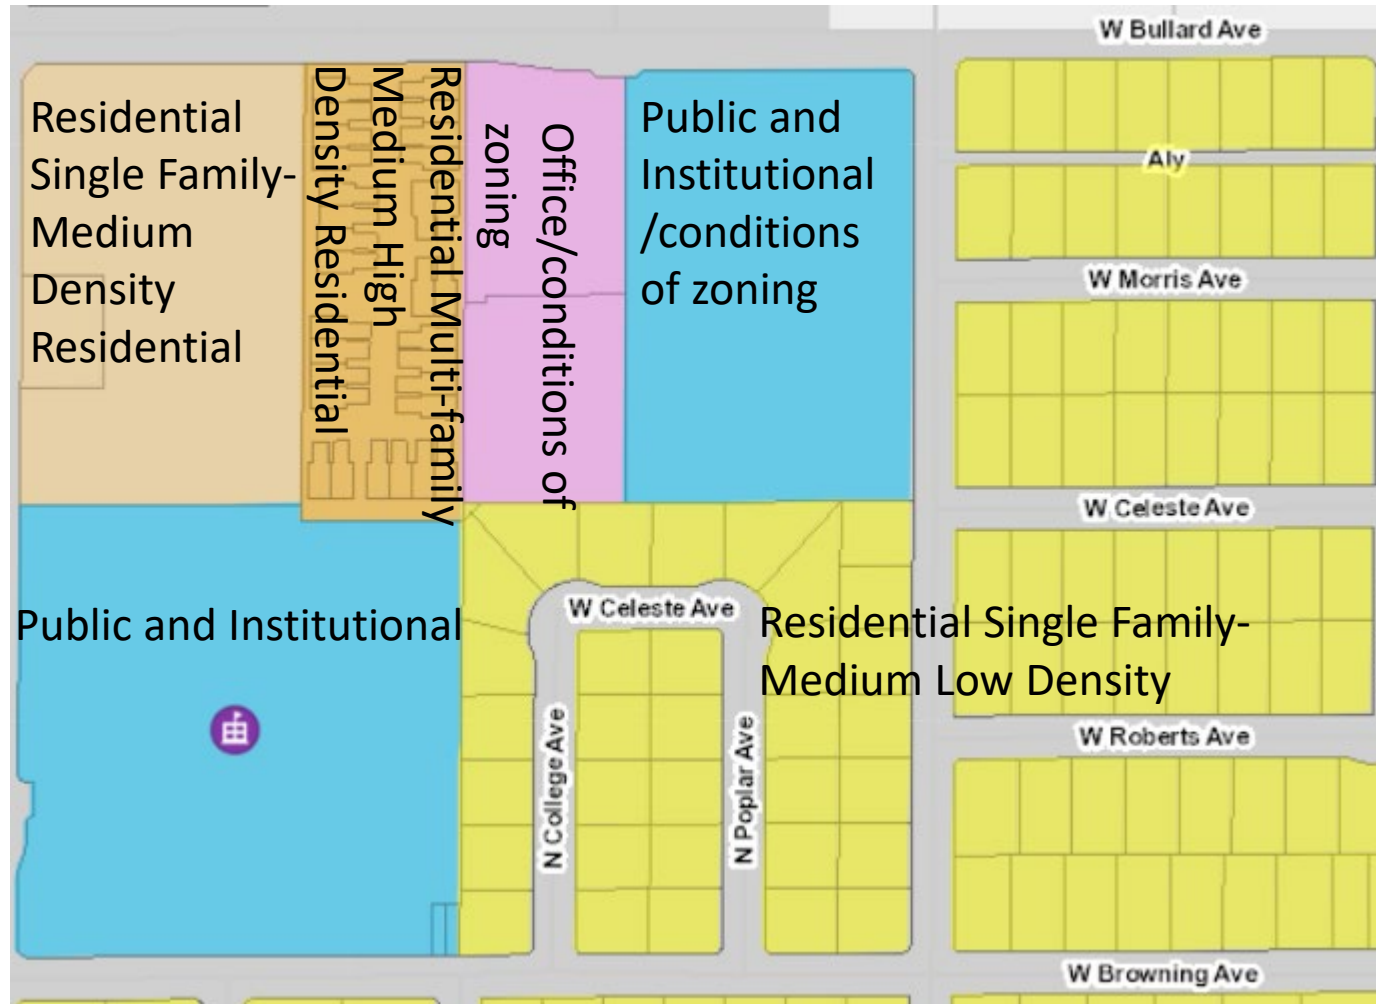 W Bullard Ave
Residential
Single Family-
Medium
Density
Residential
Residential Multi-family
Medium High
Density Residential
Office/conditions of
zoning
Public and
Institutional
/conditions
of zoning
Aly
W Morris Ave
W Celeste Ave
W Celeste Ave
Public and Institutional
Residential Single Family-
Medium Low Density
N College Ave
N Poplar Ave
W Roberts Ave
W Browning Ave